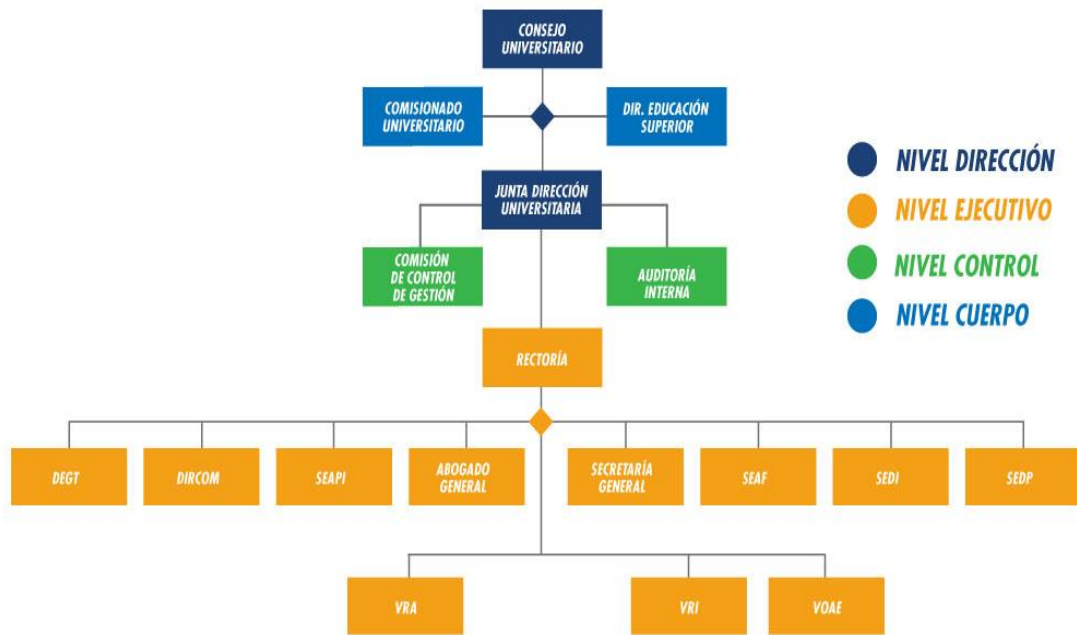 CONSEJO
UNIVERSITARIO
COMISIONADO
UNIVERSITARIO
DIR. EDUCACIÓN
SUPERIOR
JUNTA DIRECCIÓN
UNIVERSITARIA
COMISIÓN
DE CONTROL
DE GESTIÓN
AUDITORÍA
INTERNA
RECTORÍA
DEGT
DIRCOM
SEAPI
ABOGADO
GENERAL
SECRETARÍA
GENERAL
SEAF
SEDI
SEDP
VRA
VRI
VOAE
NIVEL DIRECCIÓN
NIVEL EJECUTIVO
NIVEL CONTROL
NIVEL CUERPO